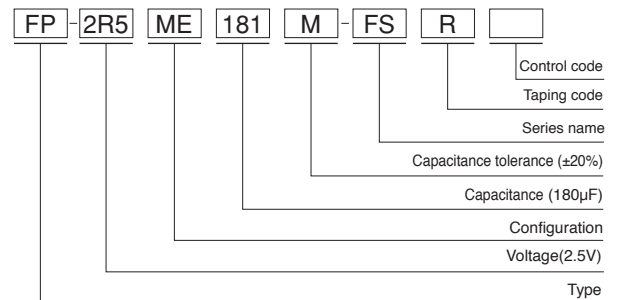 FP-2R5 ME 181 M-FS R
Control code
Taping code
Series name
Capacitance tolerance (±20%)
Capacitance (180µF)
Configuration
Voltage(2.5V)
Type